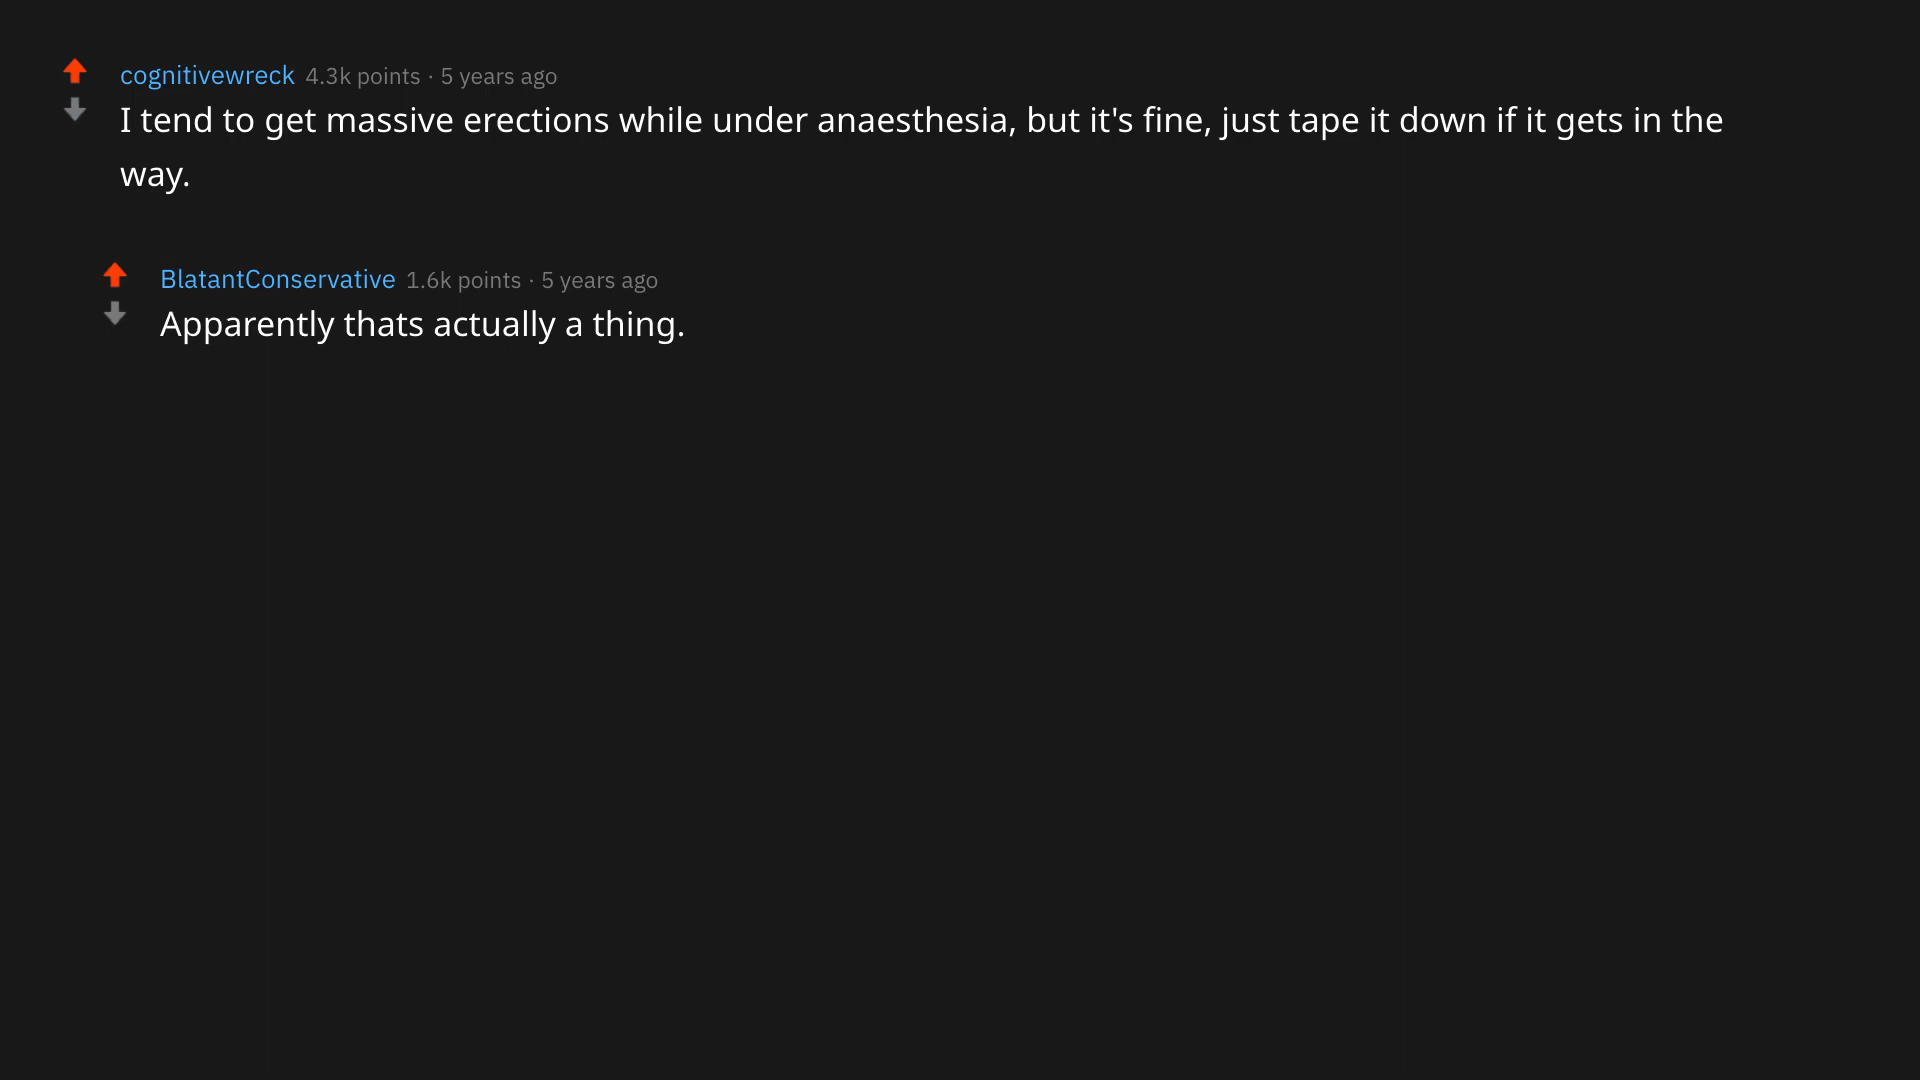 cognitivewreck 4.3k points · 5 years ago
I tend to get massive erections while under anaesthesia, but it's fine, just tape it down if it gets in the
way.
BlatantConservative 1.6k points · 5 years ago
Apparently thats actually a thing.